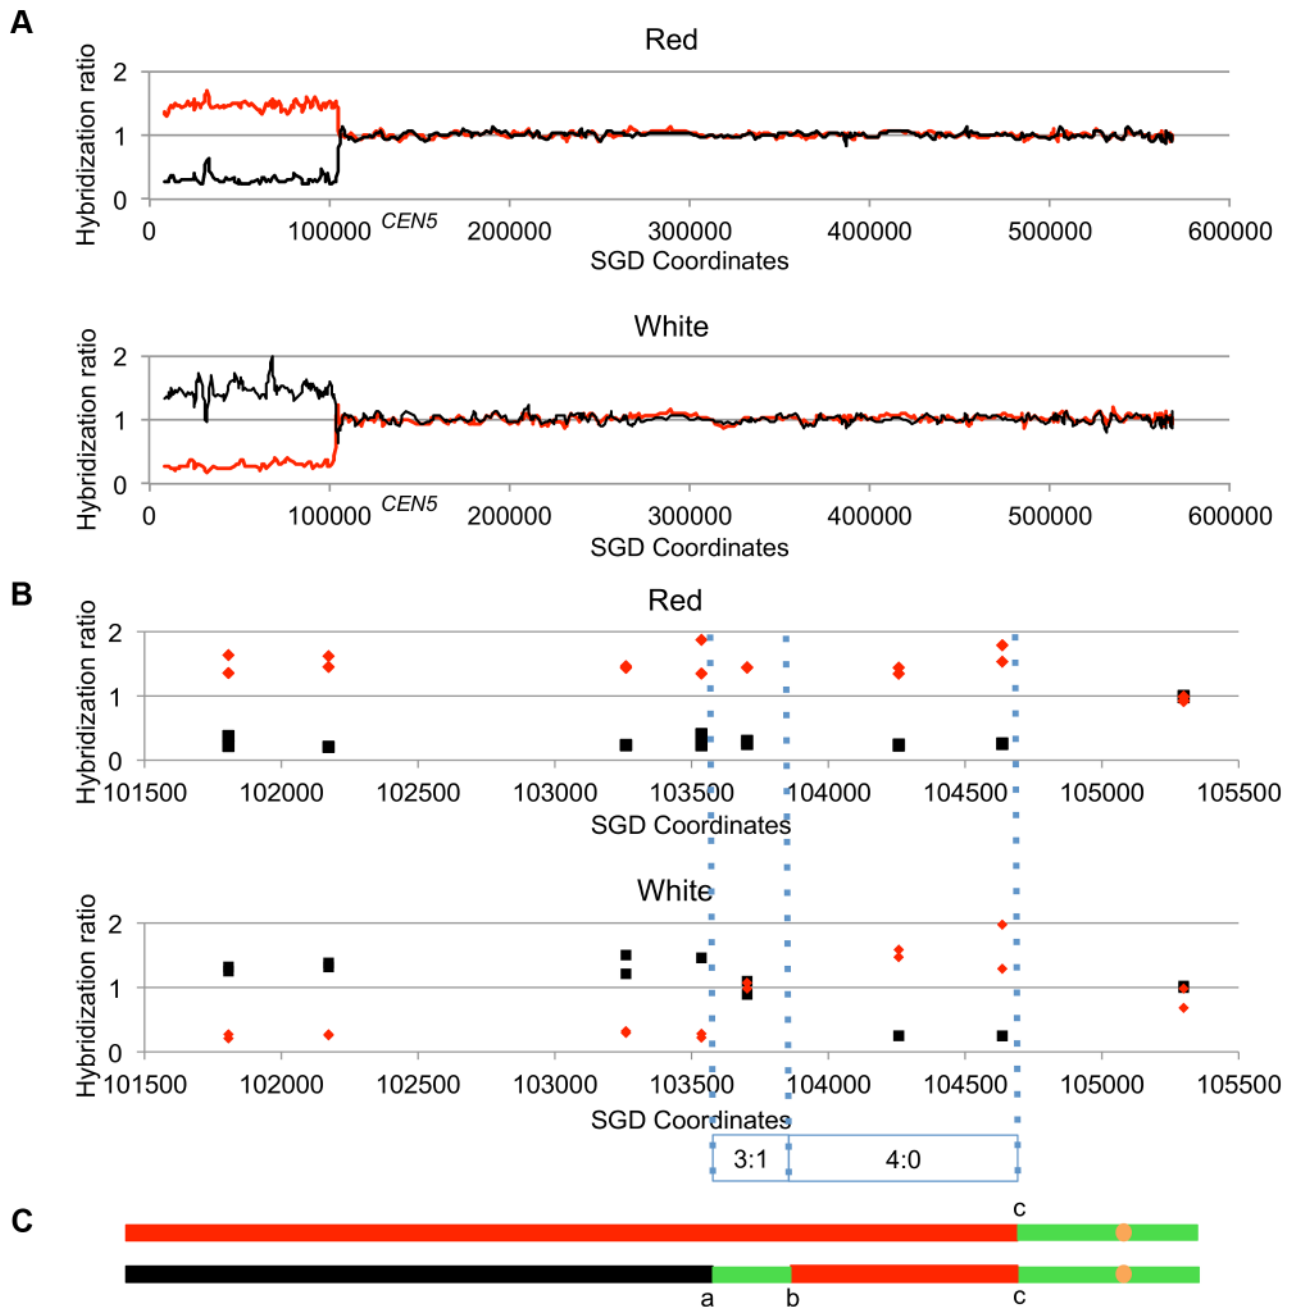 A
Red
Hybridization ratio
2
1
0
0 100000 CEN5 200000 300000 400000 500000 600000
SGD Coordinates
White
Hybridization ratio
2
1
0
0 100000 CEN5 200000 300000 400000 500000 600000
SGD Coordinates
B
Red
Hybridization ratio
2
1
0
101500 102000 102500 103000 103500 104000 104500 105000 105500
SGD Coordinates
White
Hybridization ratio
2
1
0
101500 102000 102500 103000 103500 104000 104500 105000 105500
SGD Coordinates
3:1 4:0
C
c
a b c